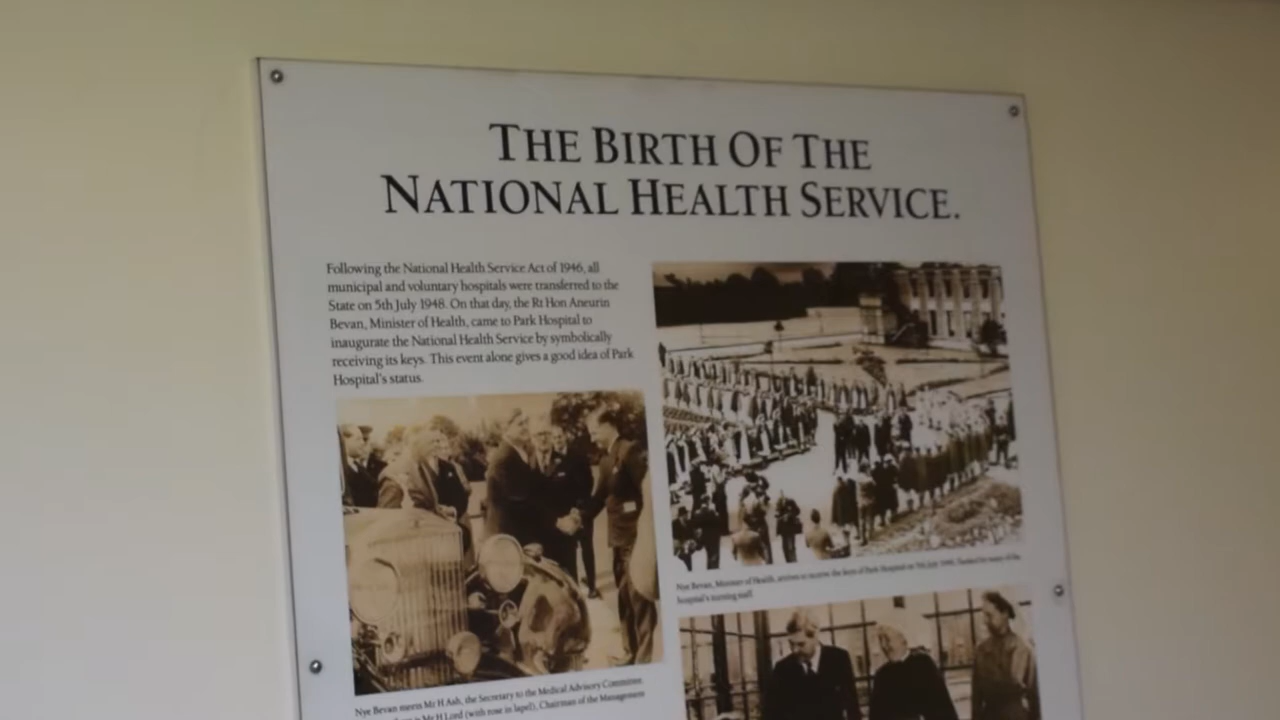 THE BIRTH OF THE
NATIONAL HEALTH SERVICE.
Following the National Health Service Act of 1946, all
municipal and voluntary hospitals were transferred to the
State on 5th July 1948. On that day, the Rt Hon Aneurin
Bevan, Minister of Health, came to Park Hospital to
inaugurate the National Health Service by symbolically
receiving its keys. This event alone gives a good idea of Park
Hospital's status.
Nye Bevan, Minister of Health, arrives to receive the keys of Park Hospital on 5th July 1948,
hospital's nursing staff
Nye Bevan meets Mr H Ash, the Secretary to the Medical Advisory Committee
Mr H Lord (with rose in lapel), Chairman of the Management